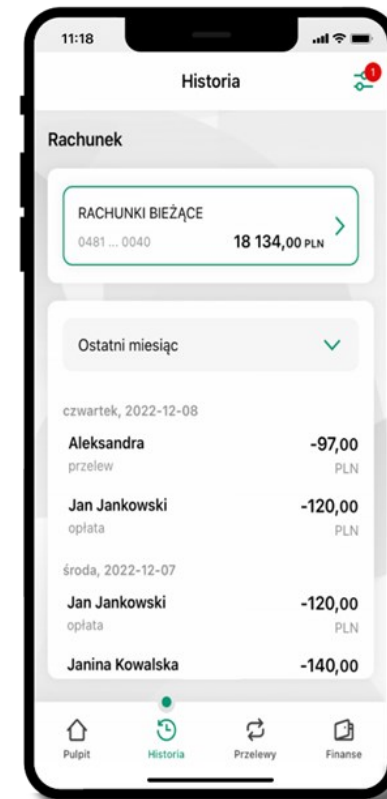 11:18
Historia
1
Rachunek
RACHUNKI BIEŻĄCE
0481 ... 0040
18 134,00 PLN
Ostatni miesiąc
czwartek, 2022-12-08
Aleksandra -97,00
przelew PLN
Jan Jankowski -120,00
opłata PLN
środa, 2022-12-07
Jan Jankowski -120,00
opłata PLN
Janina Kowalska -140,00
Pulpit Historia Przelewy Finanse